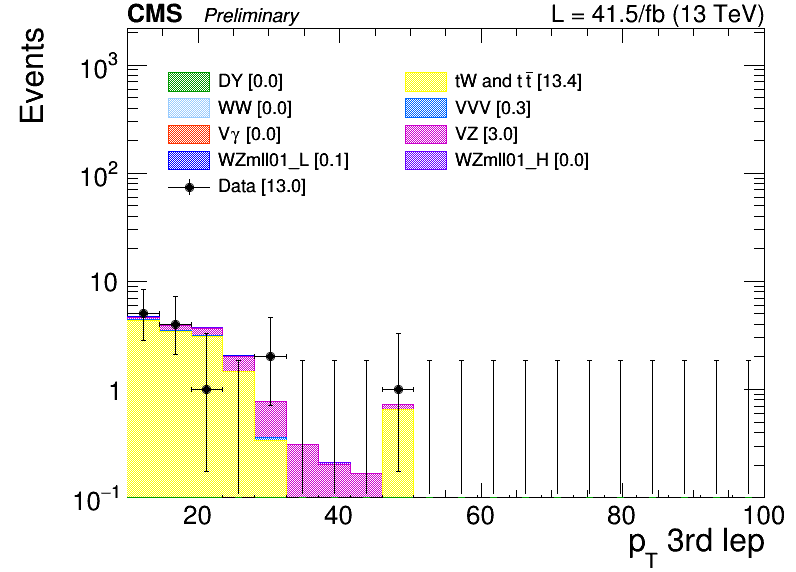 CMS Preliminary L = 41.5/fb (13 TeV)
Events
10³
10²
10
1
10⁻¹
DY [0.0]
WW [0.0]
Vγ [0.0]
WZmll01_L [0.1]
Data [13.0]
tW and t t̄ [13.4]
VVV [0.3]
VZ [3.0]
WZmll01_H [0.0]
20 40 60 80 100
p_T 3rd lep